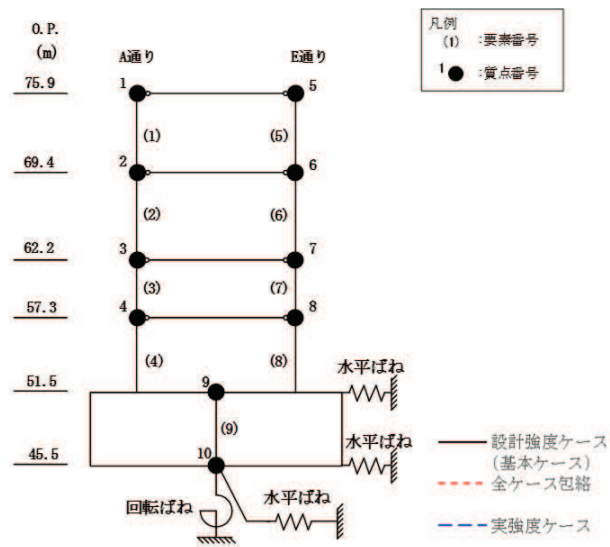 O.P.
(m)
A通り
E通り
凡例
(1) :要素番号
1 :質点番号
75.9
1
5
(1)
(5)
69.4
2
6
(2)
(6)
62.2
3
7
(3)
(7)
57.3
4
8
(4)
(8)
水平ばね
51.5
9
(9)
水平ばね
45.5
10
回転ばね
水平ばね
設計強度ケース
(基本ケース)
全ケース包絡
実強度ケース